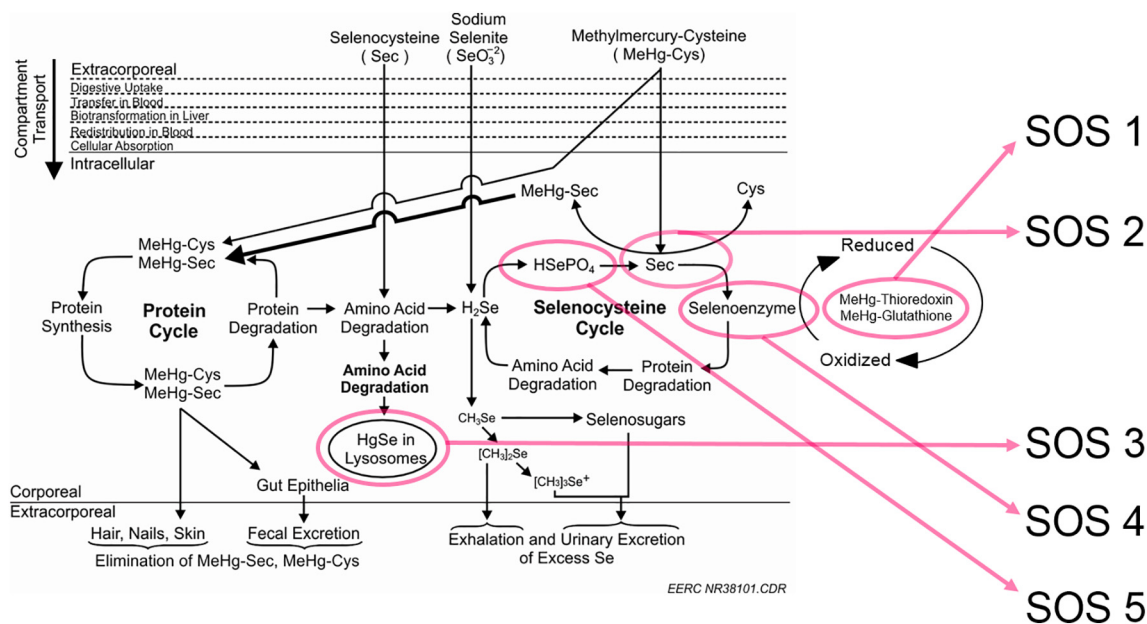 Selenocysteine
( Sec )
Sodium
Selenite
( SeO₃⁻² )
Methylmercury-Cysteine
( MeHg-Cys)
Compartment
Transport
Extracorporeal
Digestive Uptake
Transfer in Blood
Biotransformation in Liver
Redistribution in Blood
Cellular Absorption
Intracellular
SOS 1
SOS 2
SOS 3
SOS 4
SOS 5
MeHg-Sec
Cys
MeHg-Cys
MeHg-Sec
HSePO₄
Sec
Reduced
Protein
Synthesis
Protein
Cycle
Protein
Degradation
Amino Acid
Degradation
H₂Se
Selenocysteine
Cycle
Selenoenzyme
MeHg-Thioredoxin
MeHg-Glutathione
Oxidized
MeHg-Cys
MeHg-Sec
Amino Acid
Degradation
Amino Acid
Degradation
Protein
Degradation
HgSe in
Lysosomes
CH₃Se
Selenosugars
[CH₃]₂Se
[CH₃]₃Se⁺
Gut Epithelia
Corporeal
Extracorporeal
Hair, Nails, Skin
Fecal Excretion
Elimination of MeHg-Sec, MeHg-Cys
Exhalation and Urinary Excretion
of Excess Se
EERC NR38101.CDR